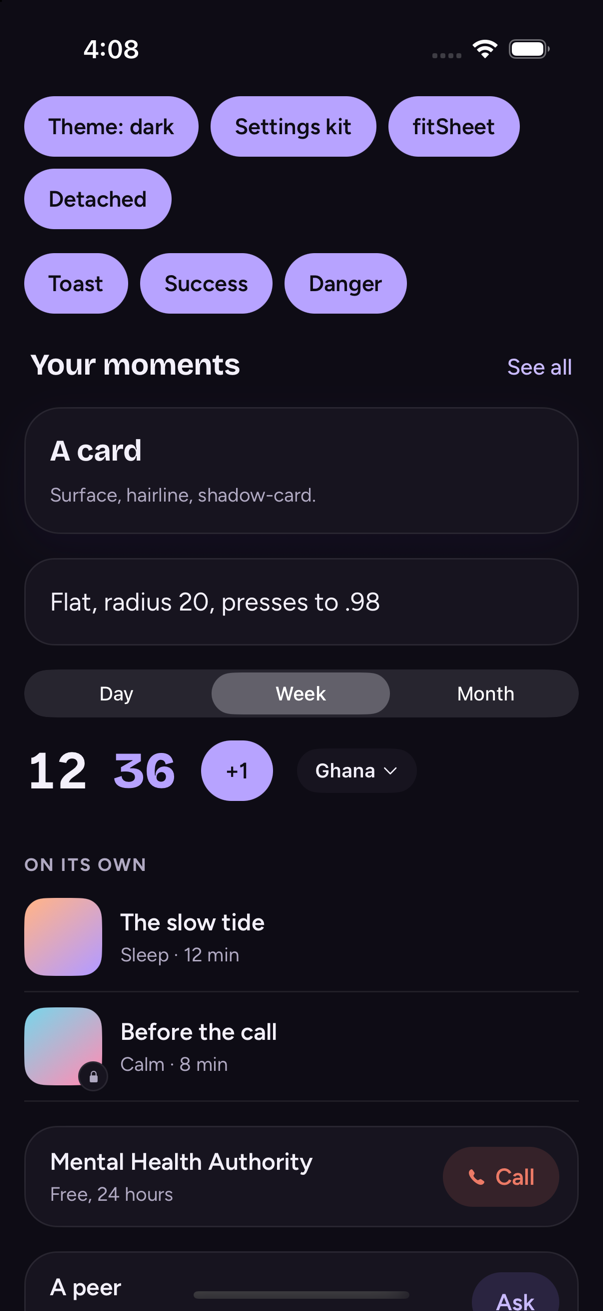 4:08
Theme: dark Settings kit fitSheet
Detached
Toast Success Danger
Your moments See all
A card
Surface, hairline, shadow-card.
Flat, radius 20, presses to .98
Day Week Month
12 36 +1 Ghana
ON ITS OWN
The slow tide
Sleep · 12 min
Before the call
Calm · 8 min
Mental Health Authority
Free, 24 hours
Call
A peer
Ask